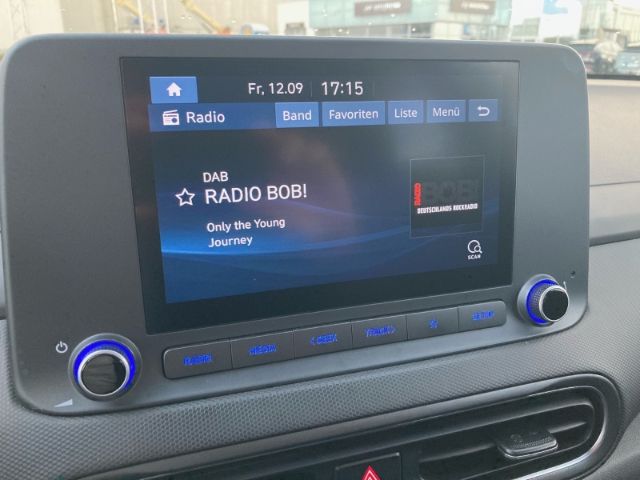 Fr, 12.09 17:15
Radio Band Favoriten Liste Menü
DAB
RADIO BOB!
Only the Young
Journey
RADIO BOB!
DEUTSCHLANDS ROCKRADIO
SCAN
RADIO MEDIA < SEEK TRACK > ☆ SETUP